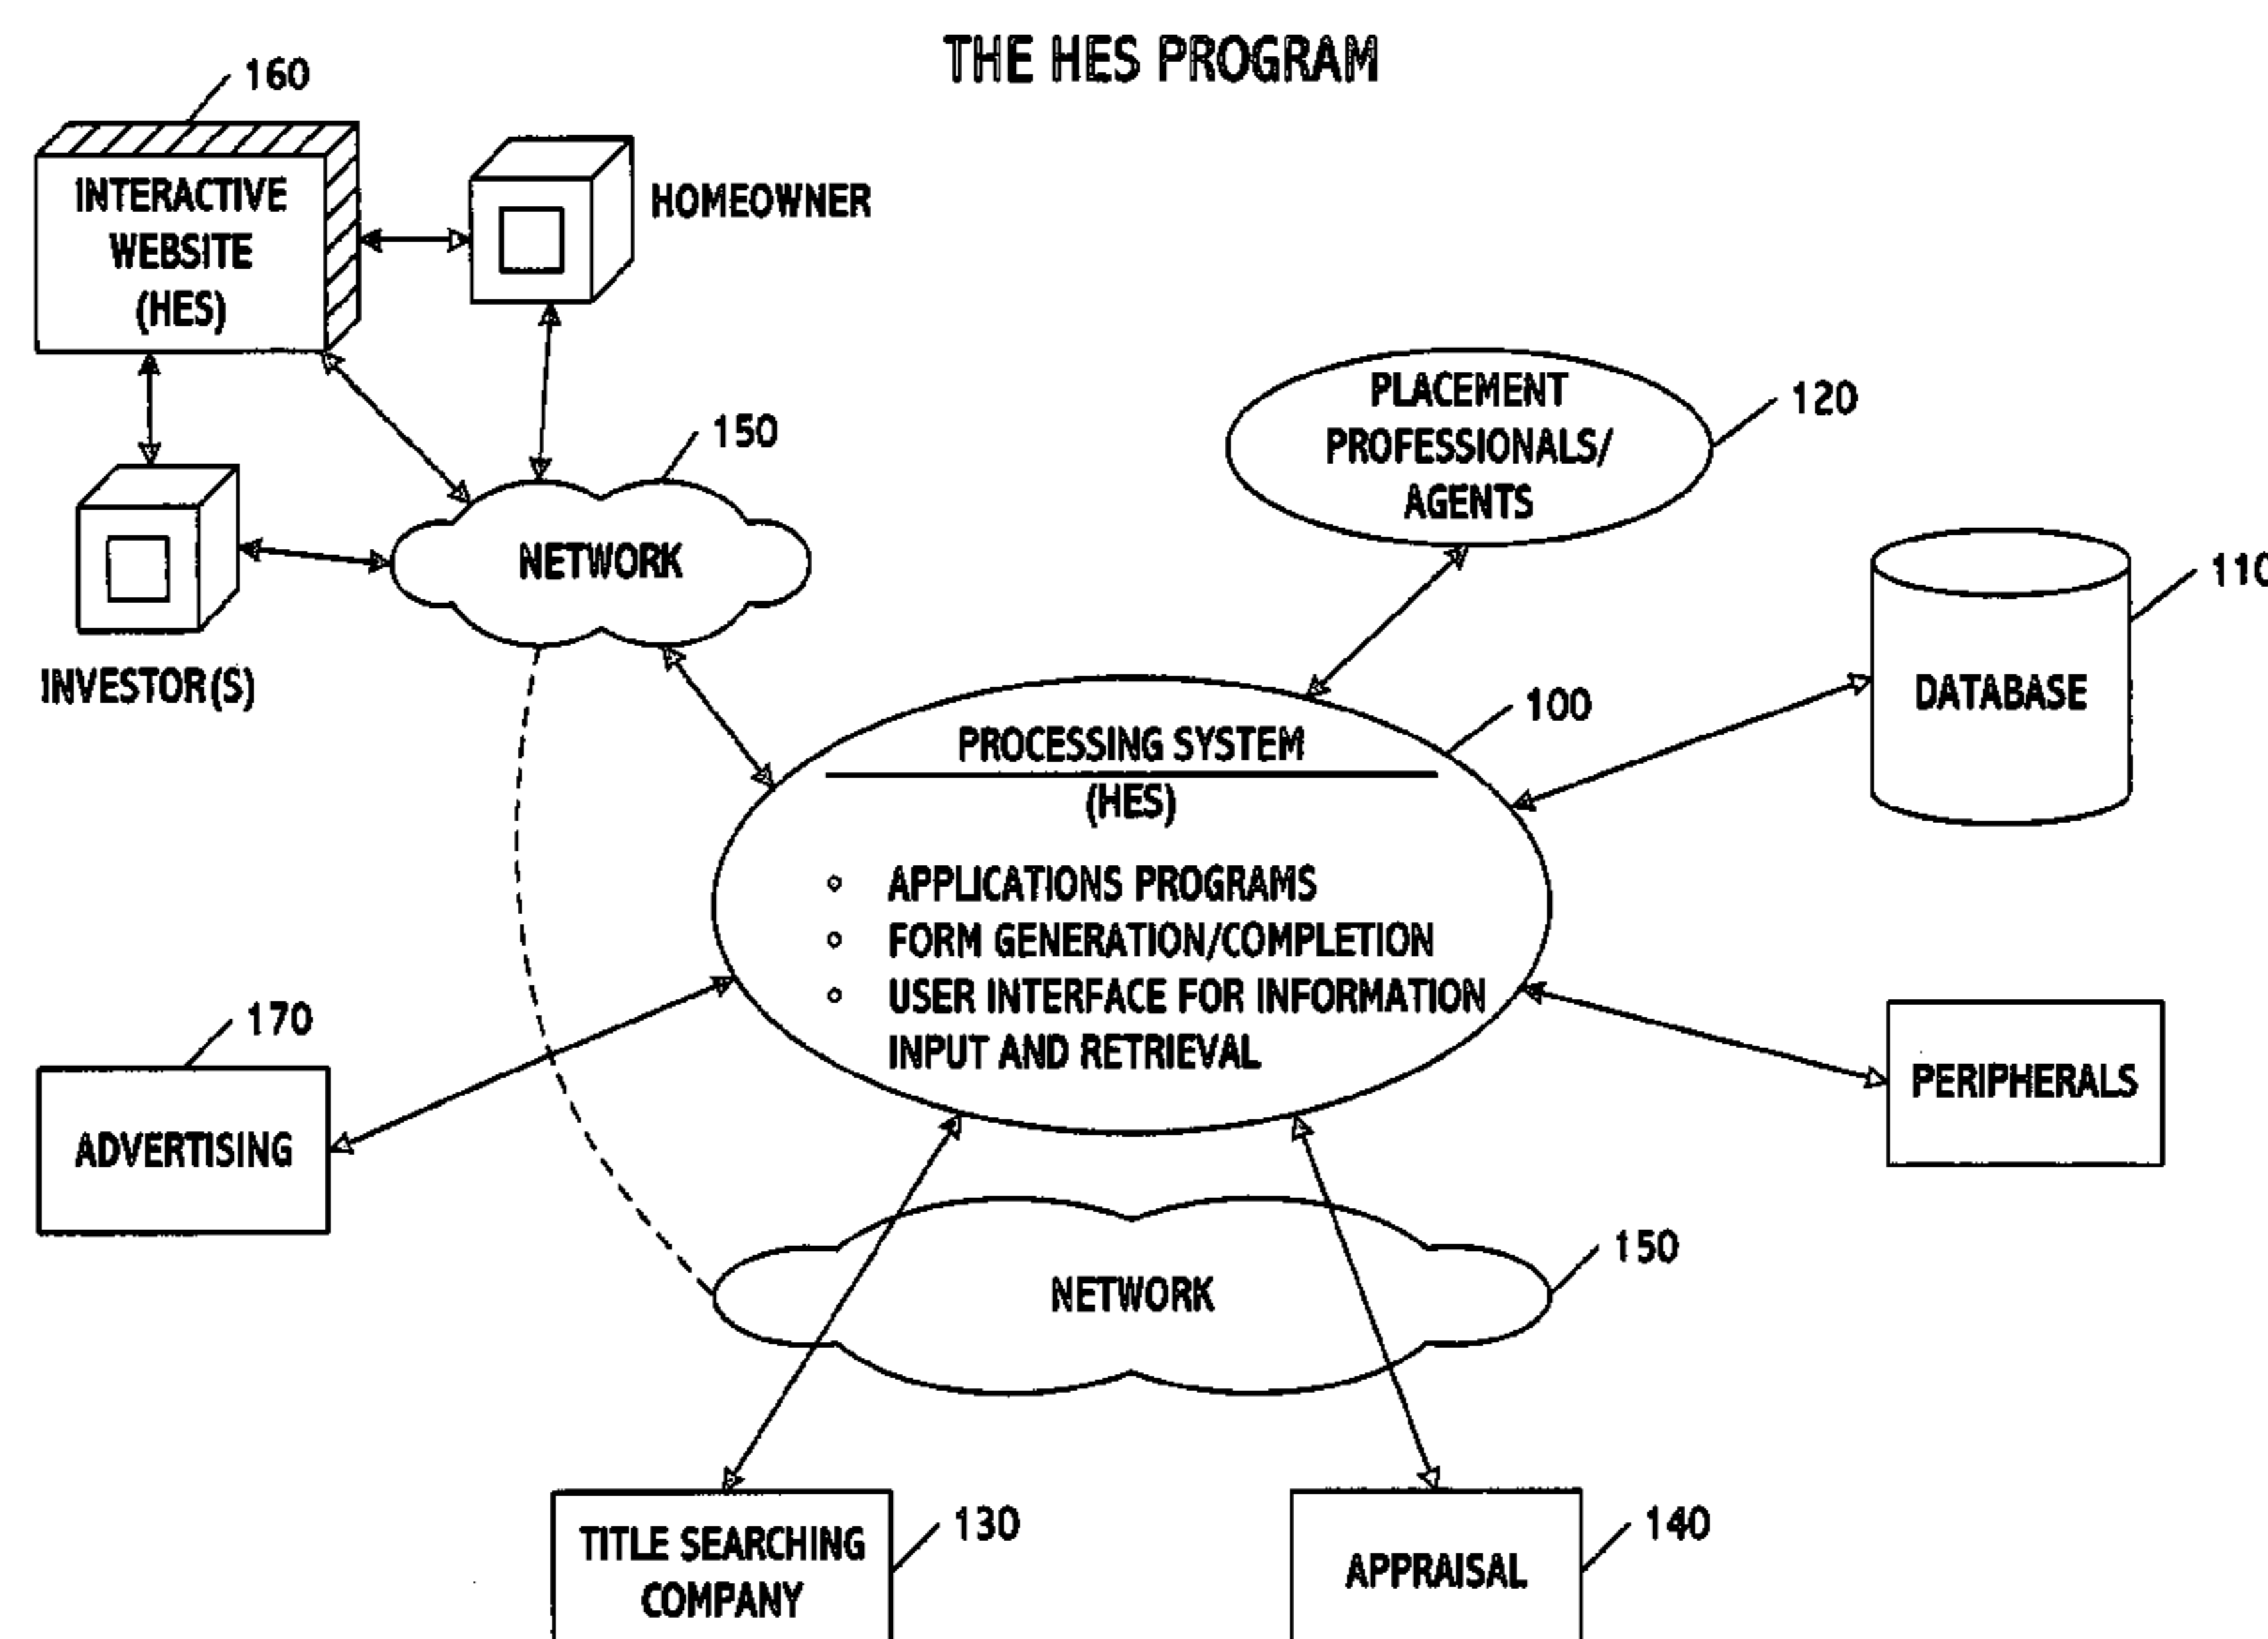 THE HES PROGRAM
160
INTERACTIVE
WEBSITE
(HES)
HOMEOWNER
150
NETWORK
INVESTOR(S)
PLACEMENT
PROFESSIONALS/
AGENTS
120
110
DATABASE
100
PROCESSING SYSTEM
(HES)
○ APPLICATIONS PROGRAMS
○ FORM GENERATION/COMPLETION
○ USER INTERFACE FOR INFORMATION
INPUT AND RETRIEVAL
170
ADVERTISING
PERIPHERALS
150
NETWORK
TITLE SEARCHING
COMPANY
130
APPRAISAL
140